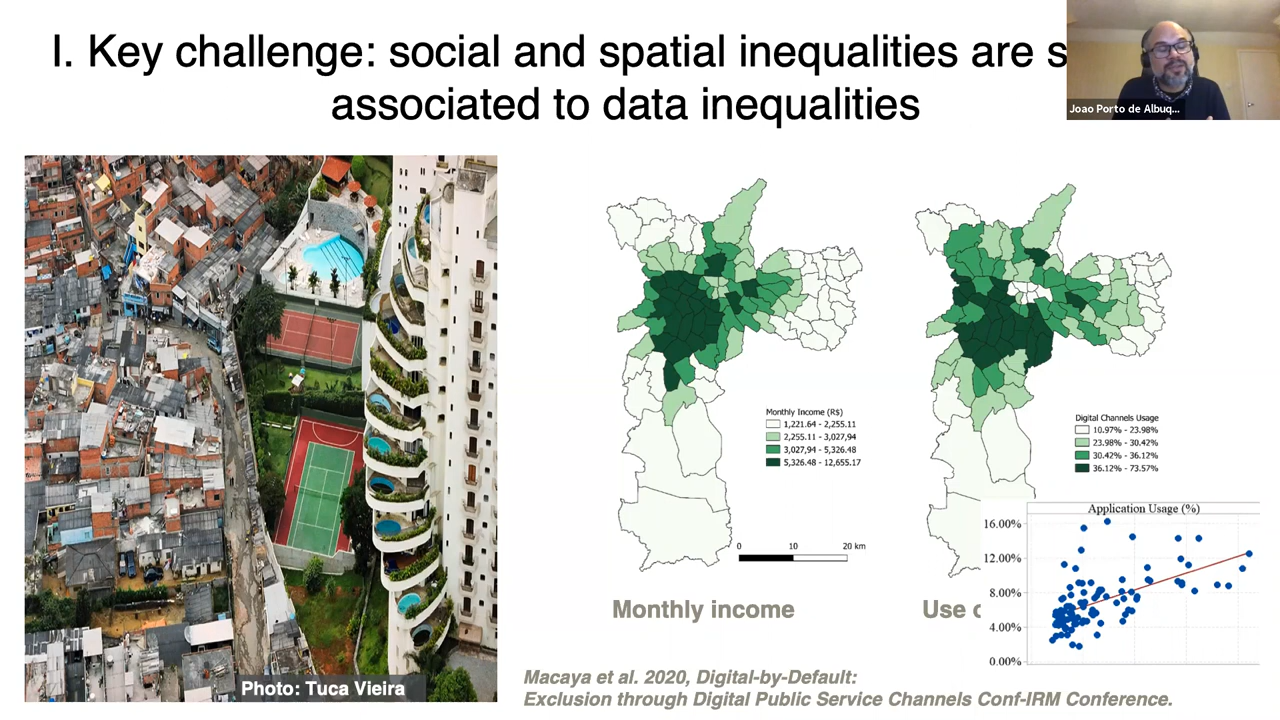 I. Key challenge: social and spatial inequalities are s
associated to data inequalities
Joao Porto de Albuq...
Monthly Income (R$)
1,221.64 - 2,255.11
2,255.11 - 3,027,94
3,027,94 - 5,326.48
5,326.48 - 12,655.17
0 10 20 km
Digital Channels Usage
10.97% - 23.98%
23.98% - 30.42%
30.42% - 36.12%
36.12% - 73.57%
Application Usage (%)
16.00%
12.00%
8.00%
4.00%
0.00%
Monthly income
Use
Photo: Tuca Vieira
Macaya et al. 2020, Digital-by-Default:
Exclusion through Digital Public Service Channels Conf-IRM Conference.